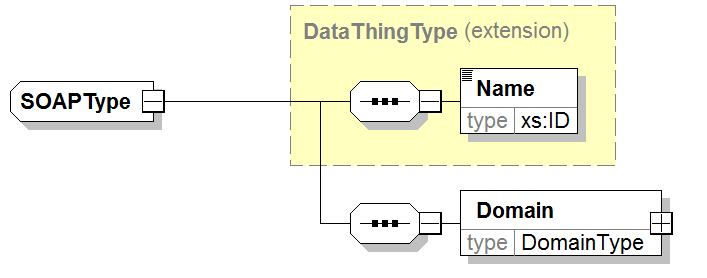 DataThingType (extension)
SOAPType
Name
type xs:ID
Domain
type DomainType